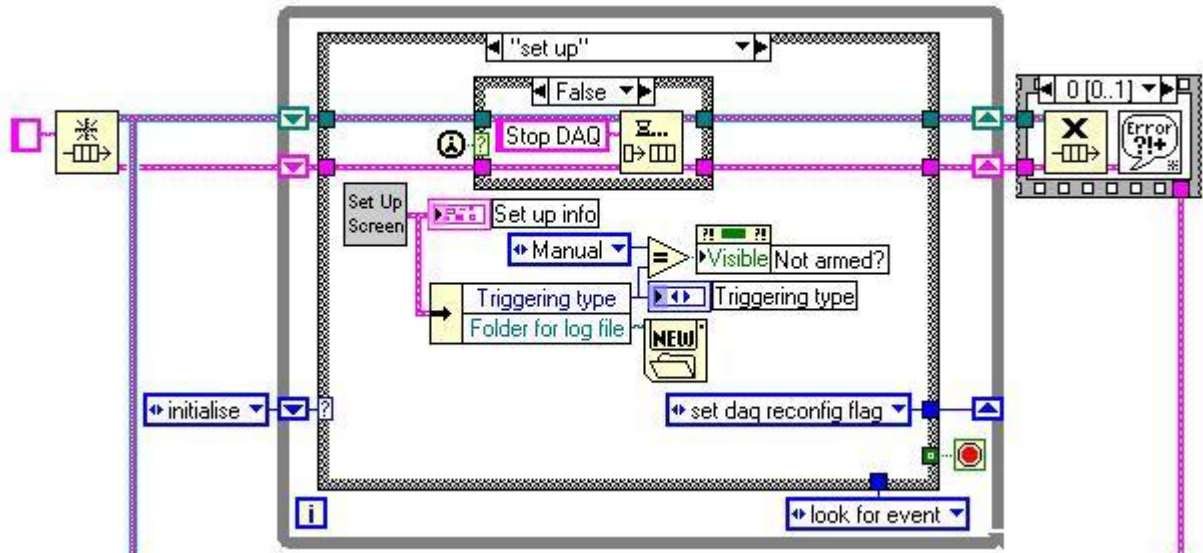 "set up"
False
0 [0..1]
Stop DAQ
Error
?!+
Set Up
Screen
Set up info
Manual
?! ?!
Visible
Not armed?
=
Triggering type
Triggering type
Folder for log file
NEW
initialise
?
?
set daq reconfig flag
i
look for event